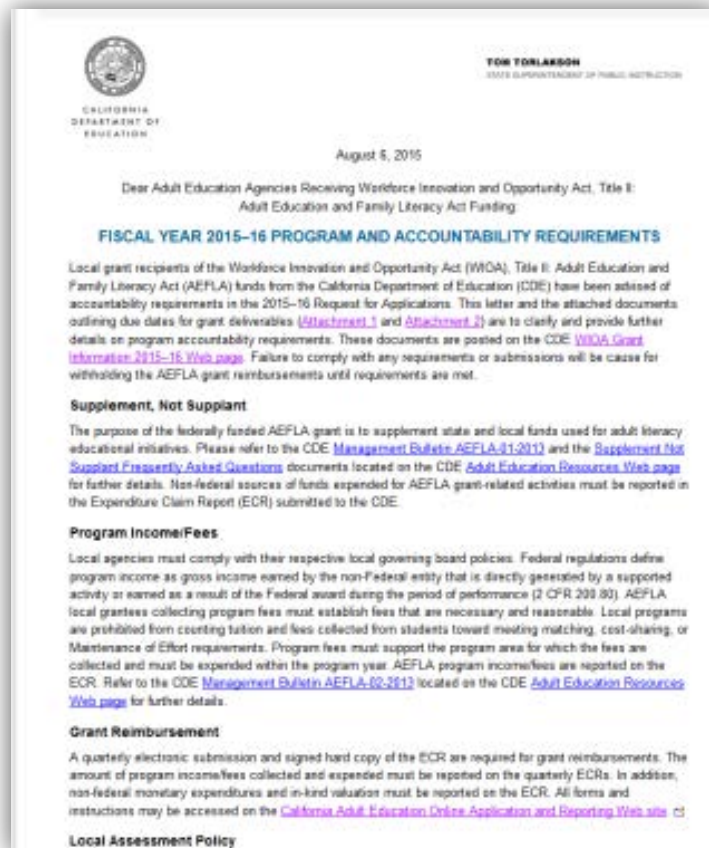 TOM TORLAKSON
STATE SUPERINTENDENT OF PUBLIC INSTRUCTION
CALIFORNIA
DEPARTMENT OF
EDUCATION
August 6, 2015
Dear Adult Education Agencies Receiving Workforce Innovation and Opportunity Act, Title II:
Adult Education and Family Literacy Act Funding:
FISCAL YEAR 2015–16 PROGRAM AND ACCOUNTABILITY REQUIREMENTS
Local grant recipients of the Workforce Innovation and Opportunity Act (WIOA), Title II: Adult Education and
Family Literacy Act (AEFLA) funds from the California Department of Education (CDE) have been advised of
accountability requirements in the 2015–16 Request for Applications. This letter and the attached documents
outlining due dates for grant deliverables (Attachment 1 and Attachment 2) are to clarify and provide further
details on program accountability requirements. These documents are posted on the CDE WIOA Grant
Information 2015–16 Web page. Failure to comply with any requirements or submissions will be cause for
withholding the AEFLA grant reimbursements until requirements are met.
Supplement, Not Supplant
The purpose of the federally funded AEFLA grant is to supplement state and local funds used for adult literacy
educational initiatives. Please refer to the CDE Management Bulletin AEFLA-01-2013 and the Supplement Not
Supplant Frequently Asked Questions documents located on the CDE Adult Education Resources Web page
for further details. Non-federal sources of funds expended for AEFLA grant-related activities must be reported in
the Expenditure Claim Report (ECR) submitted to the CDE.
Program Income/Fees
Local agencies must comply with their respective local governing board policies. Federal regulations define
program income as gross income earned by the non-Federal entity that is directly generated by a supported
activity or earned as a result of the Federal award during the period of performance (2 CFR 200.80). AEFLA
local grantees collecting program fees must establish fees that are necessary and reasonable. Local programs
are prohibited from counting tuition and fees collected from students toward meeting matching, cost-sharing, or
Maintenance of Effort requirements. Program fees must support the program area for which the fees are
collected and must be expended within the program year. AEFLA program income/fees are reported on the
ECR. Refer to the CDE Management Bulletin AEFLA-02-2013 located on the CDE Adult Education Resources
Web page for further details.
Grant Reimbursement
A quarterly electronic submission and signed hard copy of the ECR are required for grant reimbursements. The
amount of program income/fees collected and expended must be reported on the quarterly ECRs. In addition,
non-federal monetary expenditures and in-kind valuation must be reported on the ECR. All forms and
instructions may be accessed on the California Adult Education Online Application and Reporting Web site
Local Assessment Policy